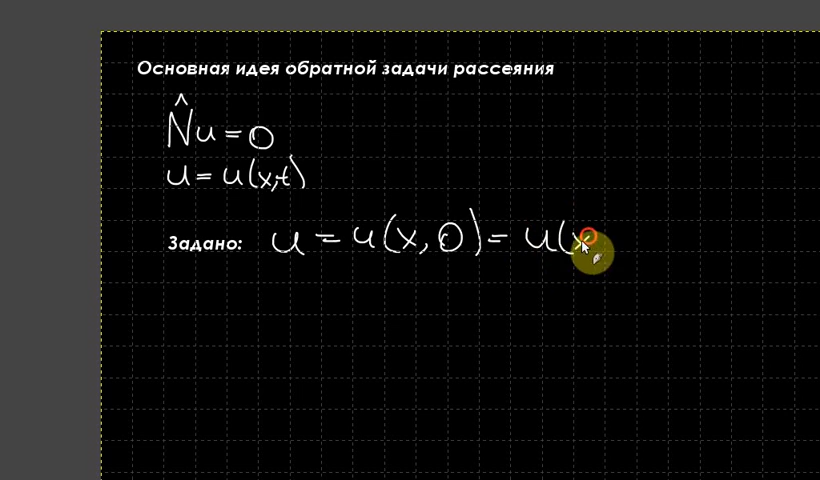 Основная идея обратной задачи рассеяния
N̂u = 0
u = u(x,t)
Задано: u = u(x, 0) = u(x